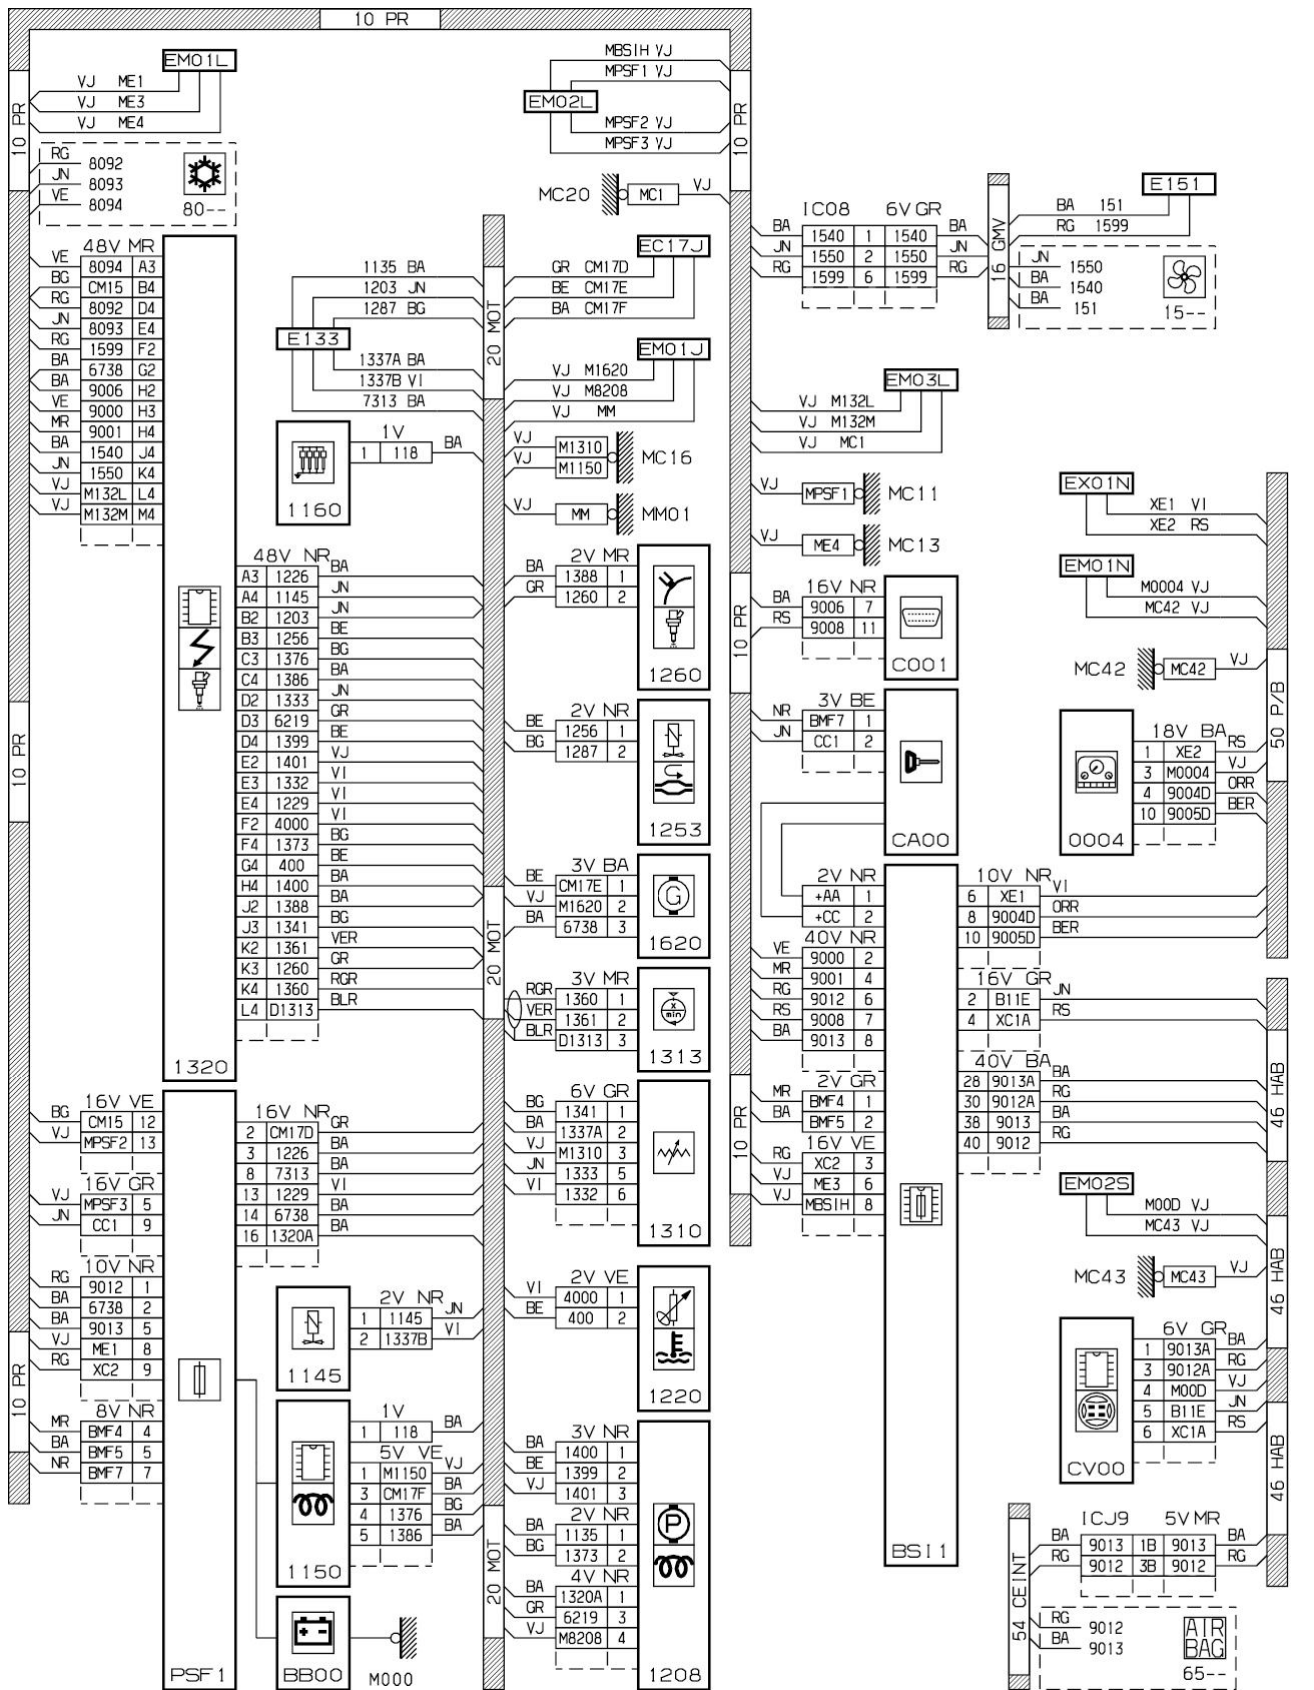 10 PR
EM01L
VJ ME1
VJ ME3
VJ ME4
10 PR
RG 8092
JN 8093
VE 8094
80--
MBSIH VJ
MPSF1 VJ
EM02L
MPSF2 VJ
MPSF3 VJ
10 PR
MC20 MC1 VJ
48V MR
VE 8094 A3
BG CM15 B4
RG 8092 D4
JN 8093 E4
RG 1599 F2
BA 6738 G2
BA 9006 H2
VE 9000 H3
MR 9001 H4
BA 1540 J4
JN 1550 K4
VJ M132L L4
VJ M132M M4
1135 BA
1203 JN
1287 BG
E133
1337A BA
1337B VI
7313 BA
20 MOT
EC17J
GR CM17D
BE CM17E
BA CM17F
EM01J
VJ M1620
VJ M8208
VJ MM
1V
1 118 BA
1160
VJ M1310
VJ M1150
MC16
VJ MM MM01
IC08 6V GR
BA 1540 1 1540 BA
JN 1550 2 1550 JN
RG 1599 6 1599 RG
16 GMV
E151
BA 151
RG 1599
JN 1550
BA 1540
BA 151
15--
EM03L
VJ M132L
VJ M132M
VJ MC1
VJ MPSF1 MC11
VJ ME4 MC13
EX01N
XE1 VI
XE2 RS
EM01N
M0004 VJ
MC42 VJ
MC42 MC42 VJ
50 P/B
48V NR
A3 1226 BA
A4 1145 JN
B2 1203 JN
B3 1256 BE
C3 1376 BG
C4 1386 BA
D2 1333 JN
D3 6219 GR
D4 1399 BE
E2 1401 VJ
E3 1332 VI
E4 1229 VI
F2 4000 VI
F4 1373 BG
G4 400 BE
H4 1400 BA
J2 1388 BA
J3 1341 BG
K2 1361 VER
K3 1260 GR
K4 1360 RGR
L4 D1313 BLR
1320
10 PR
20 MOT
2V MR
BA 1388 1
GR 1260 2
1260
2V NR
BE 1256 1
BG 1287 2
1253
3V BA
BE CM17E 1
VJ M1620 2
BA 6738 3
1620
3V MR
RGR 1360 1
VER 1361 2
BLR D1313 3
1313
6V GR
BG 1341 1
BA 1337A 2
VJ M1310 3
JN 1333 5
VI 1332 6
1310
2V VE
VI 4000 1
BE 400 2
1220
3V NR
BA 1400 1
BE 1399 2
VJ 1401 3
2V NR
BA 1135 1
BG 1373 2
4V NR
BA 1320A 1
GR 6219 3
VJ M8208 4
1208
10 PR
16V NR
BA 9006 7
RS 9008 11
C001
3V BE
NR BMF7 1
JN CC1 2
CA00
18V BA
1 XE2 RS
3 M0004 VJ
4 9004D ORR
10 9005D BER
0004
2V NR
+AA 1
+CC 2
40V NR
VE 9000 2
MR 9001 4
RG 9012 6
RS 9008 7
BA 9013 8
2V GR
MR BMF4 1
BA BMF5 2
16V VE
RG XC2 3
VJ ME3 6
VJ MBSIH 8
10 PR
BSI1
10V NR
6 XE1 VI
8 9004D ORR
10 9005D BER
16V GR
2 B11E JN
4 XC1A RS
40V BA
28 9013A BA
30 9012A RG
38 9013 BA
40 9012 RG
46 HAB
EM02S
M00D VJ
MC43 VJ
MC43 MC43 VJ
46 HAB
6V GR
1 9013A BA
3 9012A RG
4 M00D VJ
5 B11E JN
6 XC1A RS
CV00
46 HAB
ICJ9 5V MR
BA 9013 1B 9013 BA
RG 9012 3B 9012 RG
54 CEINT
RG 9012
BA 9013
AIR
BAG
65--
16V VE
BG CM15 12
VJ MPSF2 13
16V GR
VJ MPSF3 5
JN CC1 9
10V NR
RG 9012 1
BA 6738 2
BA 9013 5
VJ ME1 8
RG XC2 9
8V NR
MR BMF4 4
BA BMF5 5
NR BMF7 7
10 PR
PSF1
16V NR
2 CM17D GR
3 1226 BA
8 7313 BA
13 1229 VI
14 6738 BA
16 1320A BA
2V NR
1 1145 JN
2 1337B VI
1145
1V
1 118 BA
5V VE
1 M1150 VJ
3 CM17F BA
4 1376 BG
5 1386 BA
1150
20 MOT
BB00
M000